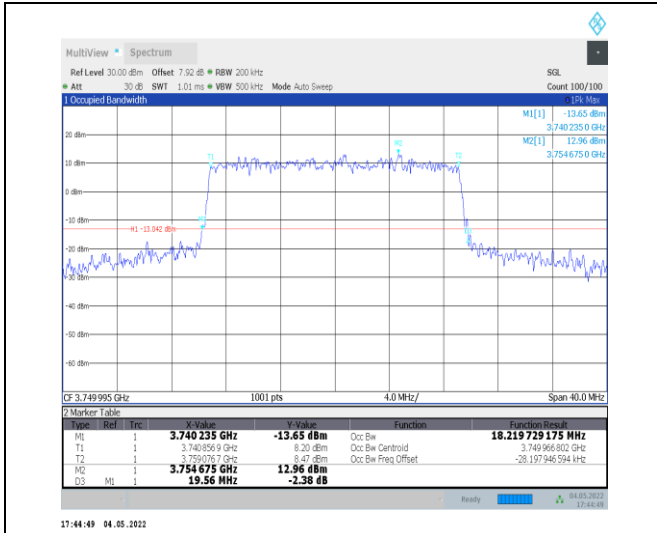 MultiView Spectrum
Ref Level 30.00 dBm Offset 7.92 dB RBW 200 kHz SGL
Att 30 dB SWT 1.01 ms VBW 500 kHz Mode Auto Sweep Count 100/100
1 Occupied Bandwidth 1Pk Max
M1[1] -13.65 dBm
3.740 235 0 GHz
M2[1] 12.96 dBm
3.754 675 0 GHz
20 dBm
M2
T1 T2
10 dBm
0 dBm
-10 dBm
H1 -13.042 dBm
-20 dBm
-30 dBm
-40 dBm
-50 dBm
-60 dBm
CF 3.749 995 GHz 1001 pts 4.0 MHz/ Span 40.0 MHz
2 Marker Table
Type Ref Trc X-Value Y-Value Function Function Result
M1 1 3.740 235 GHz -13.65 dBm Occ Bw 18.219 729 175 MHz
T1 1 3.740 856 9 GHz 8.20 dBm Occ Bw Centroid 3.749 966 802 GHz
T2 1 3.759 076 7 GHz 8.47 dBm Occ Bw Freq Offset -28.197 946 594 kHz
M2 1 3.754 675 GHz 12.96 dBm
D3 M1 1 19.56 MHz -2.38 dB
Ready 04.05.2022
17:44:49
17:44:49 04.05.2022